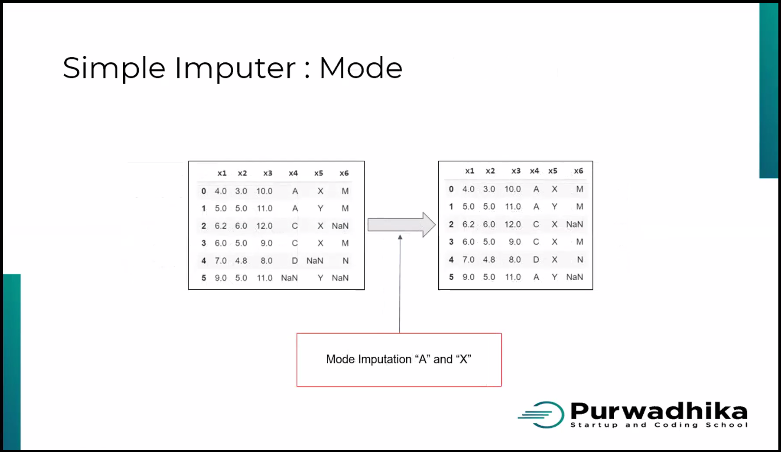 Simple Imputer : Mode
x1 x2 x3 x4 x5 x6
0 4.0 3.0 10.0 A X M
1 5.0 5.0 11.0 A Y M
2 6.2 6.0 12.0 C X NaN
3 6.0 5.0 9.0 C X M
4 7.0 4.8 8.0 D NaN N
5 9.0 5.0 11.0 NaN Y NaN
x1 x2 x3 x4 x5 x6
0 4.0 3.0 10.0 A X M
1 5.0 5.0 11.0 A Y M
2 6.2 6.0 12.0 C X NaN
3 6.0 5.0 9.0 C X M
4 7.0 4.8 8.0 D X N
5 9.0 5.0 11.0 A Y NaN
Mode Imputation “A” and “X”
Purwadhika
Startup and Coding School